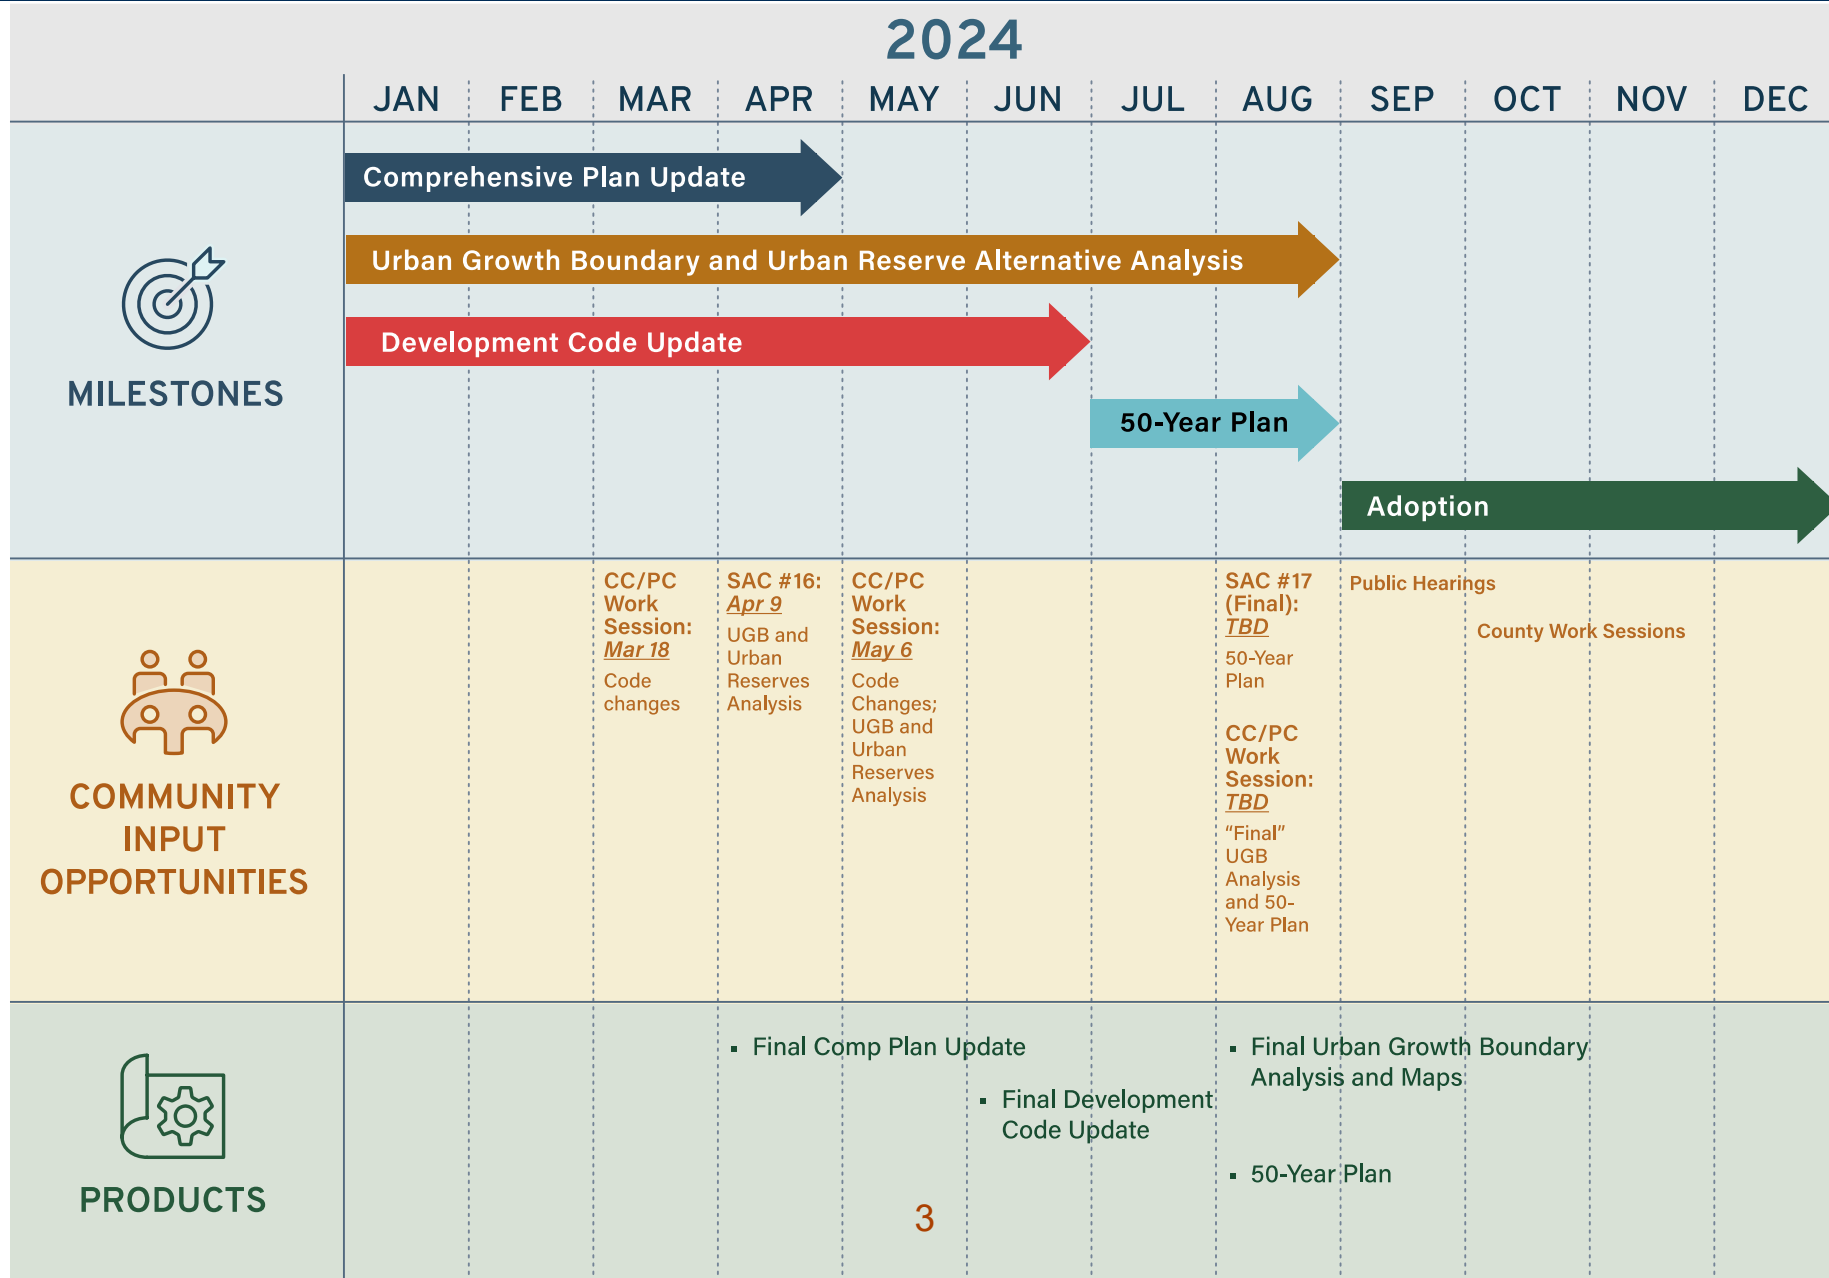 2024
JAN FEB MAR APR MAY JUN JUL AUG SEP OCT NOV DEC
MILESTONES
Comprehensive Plan Update
Urban Growth Boundary and Urban Reserve Alternative Analysis
Development Code Update
50-Year Plan
Adoption
COMMUNITY
INPUT
OPPORTUNITIES
CC/PC
Work
Session:
Mar 18
Code
changes
SAC #16:
Apr 9
UGB and
Urban
Reserves
Analysis
CC/PC
Work
Session:
May 6
Code
Changes;
UGB and
Urban
Reserves
Analysis
SAC #17
(Final):
TBD
50-Year
Plan
CC/PC
Work
Session:
TBD
“Final”
UGB
Analysis
and 50-
Year Plan
Public Hearings
County Work Sessions
PRODUCTS
▪ Final Comp Plan Update
▪ Final Development
Code Update
▪ Final Urban Growth Boundary
Analysis and Maps
▪ 50-Year Plan
3